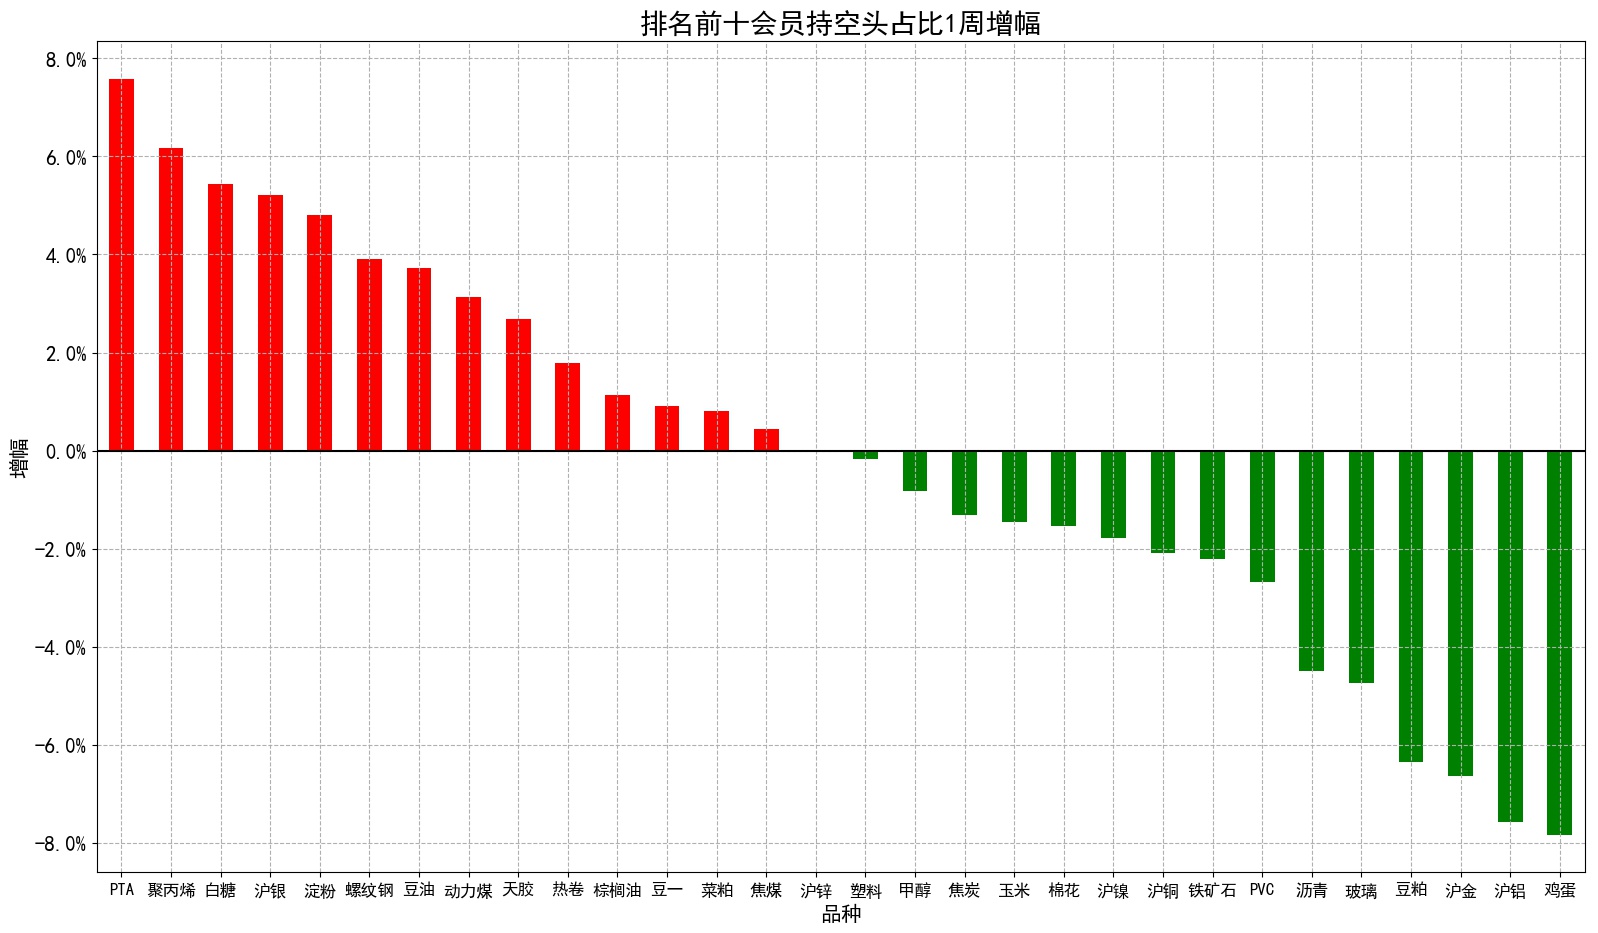 排名前十会员持空头占比1周增幅
8.0%
6.0%
4.0%
2.0%
0.0%
-2.0%
-4.0%
-6.0%
-8.0%
增幅
PTA 聚丙烯 白糖 沪银 淀粉 螺纹钢 豆油 动力煤 天胶 热卷 棕榈油 豆一 菜粕 焦煤 沪锌 塑料 甲醇 焦炭 玉米 棉花 沪镍 沪铜 铁矿石 PVC 沥青 玻璃 豆粕 沪金 沪铝 鸡蛋
品种